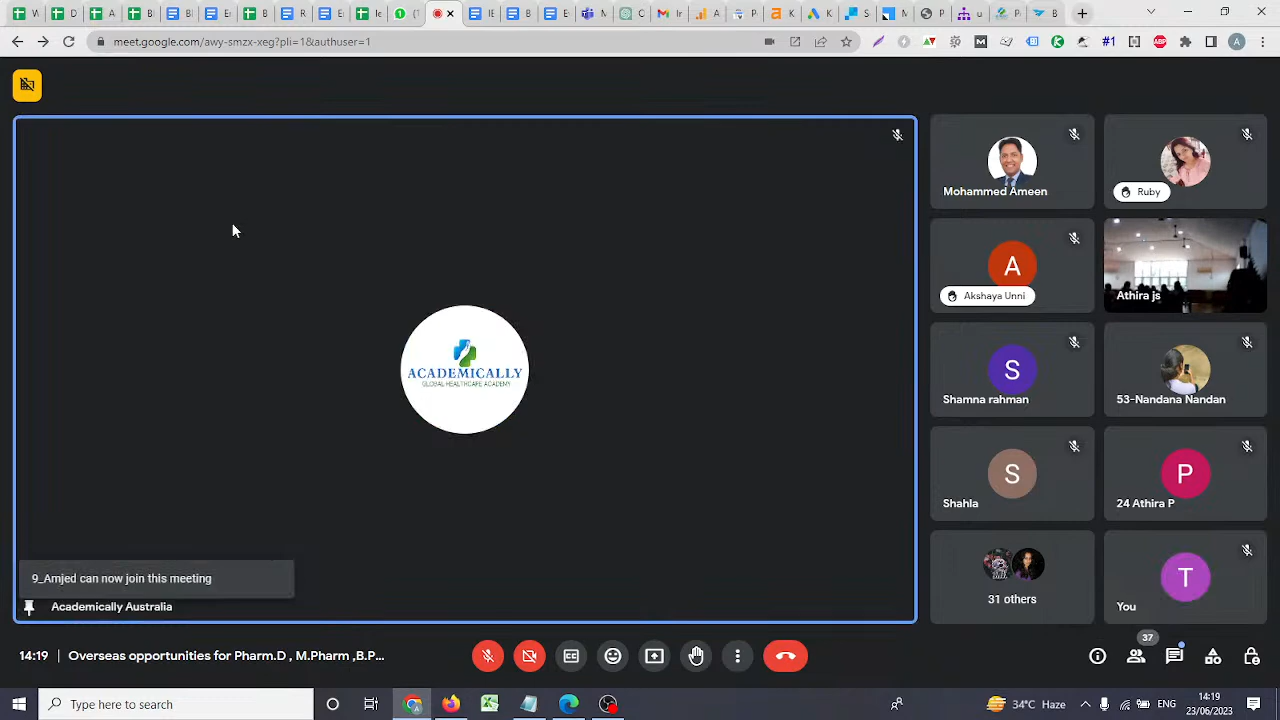 meet.google.com/awy-smzx-xeg?pli=1&authuser=1
#1
ABP
A
Mohammed Ameen
Ruby
A
Akshaya Unni
Athira js
ACADEMICALLY
GLOBAL HEALTHCARE ACADEMY
S
Shamna rahman
53-Nandana Nandan
S
Shahla
P
24 Athira P
9_Amjed can now join this meeting
Academically Australia
31 others
T
You
14:19 | Overseas opportunities for Pharm.D , M.Pharm ,B.P...
37
Type here to search
34°C Haze
ENG
14:19
23/06/2023